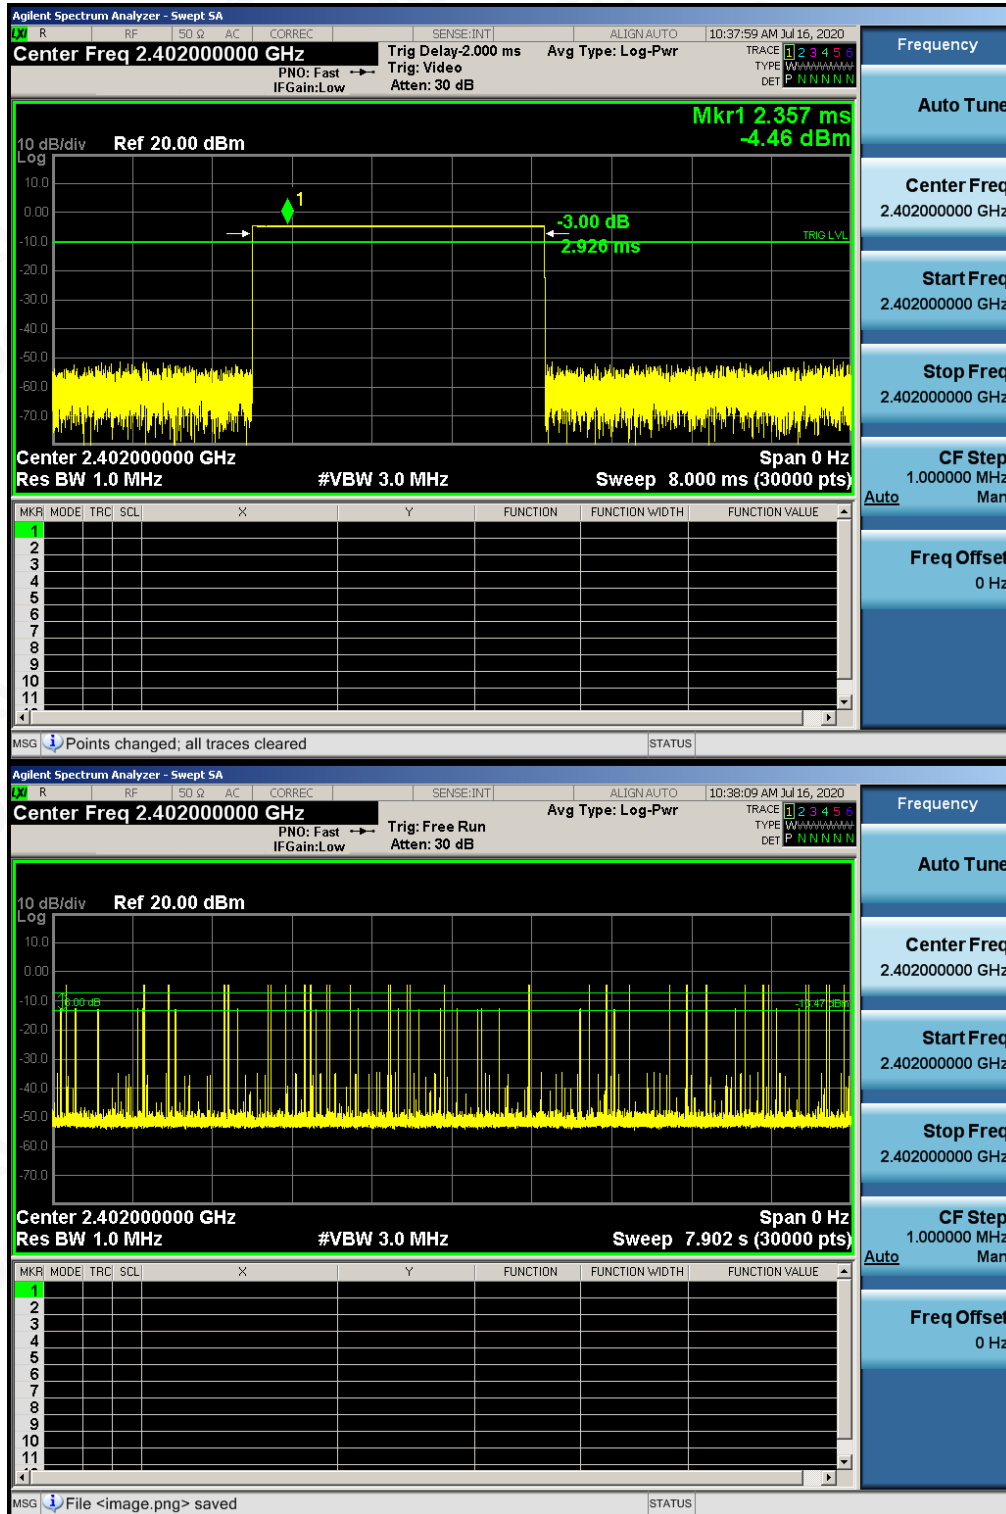 Agilent Spectrum Analyzer - Swept SA
LXI R RF 50 Ω AC CORREC SENSE:INT ALIGN AUTO 10:37:59 AM Jul 16, 2020
Center Freq 2.402000000 GHz
PNO: Fast
IFGain:Low
Trig Delay-2.000 ms
Trig: Video
Atten: 30 dB
Avg Type: Log-Pwr
TRACE 1 2 3 4 5 6
TYPE WWWWWW
DET P N N N N N
Mkr1 2.357 ms
-4.46 dBm
10 dB/div Ref 20.00 dBm
Log
10.0
0.00
-10.0
-20.0
-30.0
-40.0
-50.0
-60.0
-70.0
1
-3.00 dB
2.926 ms
TRIG LVL
Center 2.402000000 GHz Span 0 Hz
Res BW 1.0 MHz #VBW 3.0 MHz Sweep 8.000 ms (30000 pts)
MKR MODE TRC SCL X Y FUNCTION FUNCTION WIDTH FUNCTION VALUE
1
2
3
4
5
6
7
8
9
10
11
MSG Points changed; all traces cleared STATUS
Frequency
Auto Tune
Center Freq
2.402000000 GHz
Start Freq
2.402000000 GHz
Stop Freq
2.402000000 GHz
CF Step
1.000000 MHz
Auto Man
Freq Offset
0 Hz
Agilent Spectrum Analyzer - Swept SA
LXI R RF 50 Ω AC CORREC SENSE:INT ALIGN AUTO 10:38:09 AM Jul 16, 2020
Center Freq 2.402000000 GHz
PNO: Fast
IFGain:Low
Trig: Free Run
Atten: 30 dB
Avg Type: Log-Pwr
TRACE 1 2 3 4 5 6
TYPE WWWWWW
DET P N N N N N
10 dB/div Ref 20.00 dBm
Log
10.0
0.00
-10.0
-20.0
-30.0
-40.0
-50.0
-60.0
-70.0
6.00 dB
-13.47 dBm
Center 2.402000000 GHz Span 0 Hz
Res BW 1.0 MHz #VBW 3.0 MHz Sweep 7.902 s (30000 pts)
MKR MODE TRC SCL X Y FUNCTION FUNCTION WIDTH FUNCTION VALUE
1
2
3
4
5
6
7
8
9
10
11
MSG File <image.png> saved STATUS
Frequency
Auto Tune
Center Freq
2.402000000 GHz
Start Freq
2.402000000 GHz
Stop Freq
2.402000000 GHz
CF Step
1.000000 MHz
Auto Man
Freq Offset
0 Hz